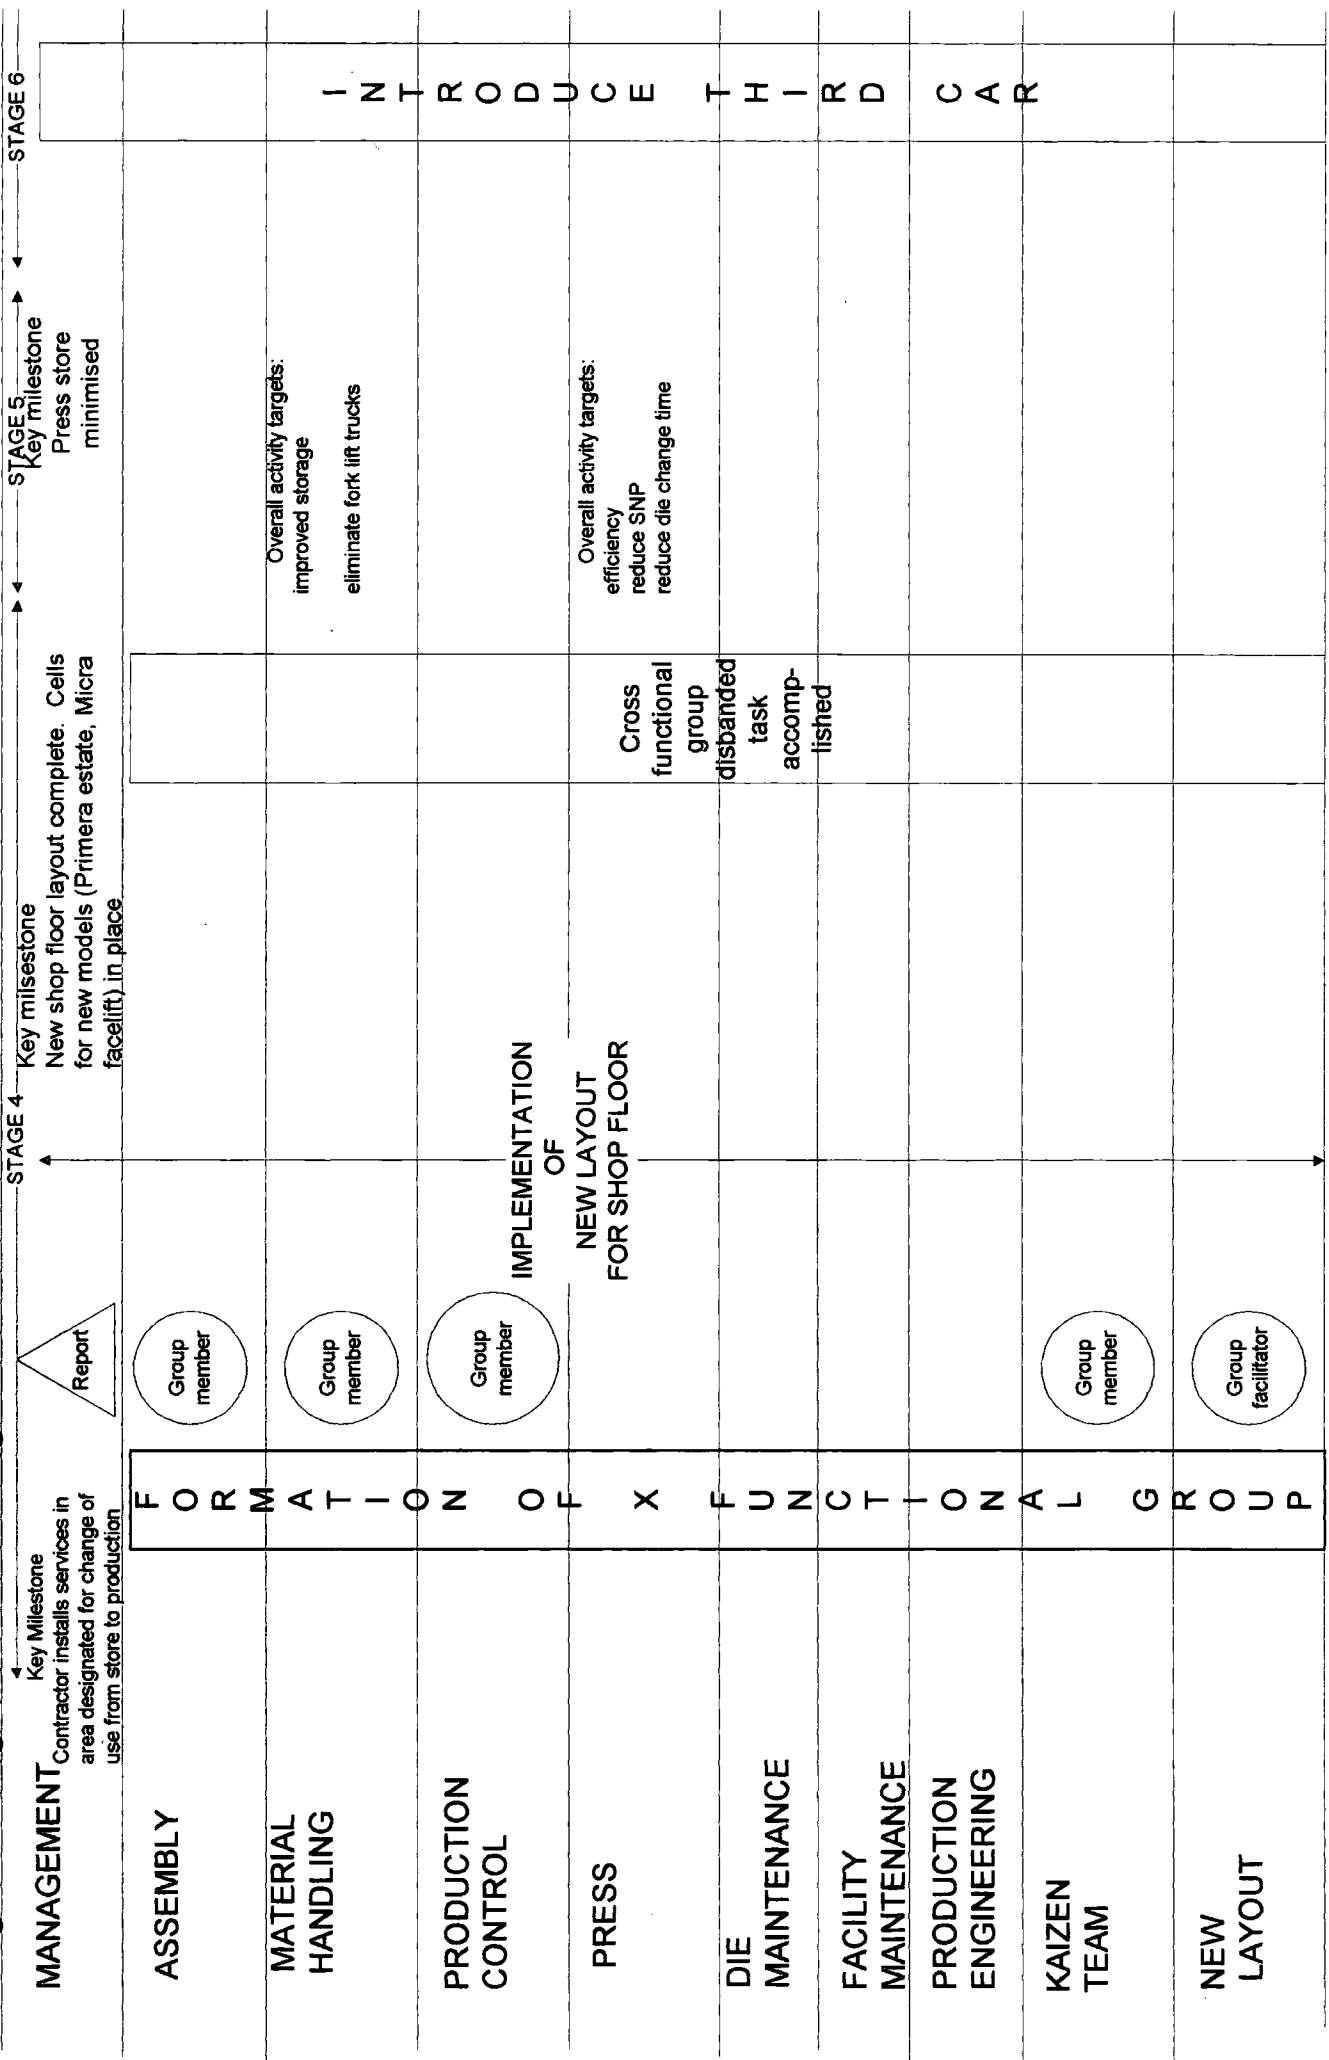 STAGE 4
STAGE 5
STAGE 6
MANAGEMENT
Key Milestone
Contractor installs services in
area designated for change of
use from store to production
Report
Key milsestone
New shop floor layout complete. Cells
for new models (Primera estate, Micra
facelift) in place
Key milestone
Press store
minimised
ASSEMBLY
Group
member
MATERIAL
HANDLING
Group
member
Overall activity targets:
improved storage
eliminate fork lift trucks
PRODUCTION
CONTROL
Group
member
IMPLEMENTATION
OF
NEW LAYOUT
FOR SHOP FLOOR
PRESS
Cross
functional
group
disbanded
task
accomp-
lished
Overall activity targets:
efficiency
reduce SNP
reduce die change time
DIE
MAINTENANCE
FACILITY
MAINTENANCE
PRODUCTION
ENGINEERING
KAIZEN
TEAM
Group
member
NEW
LAYOUT
Group
facilitator
FORMATION OF X FUNCTIONAL GROUP
INTRODUCE THIRD CAR